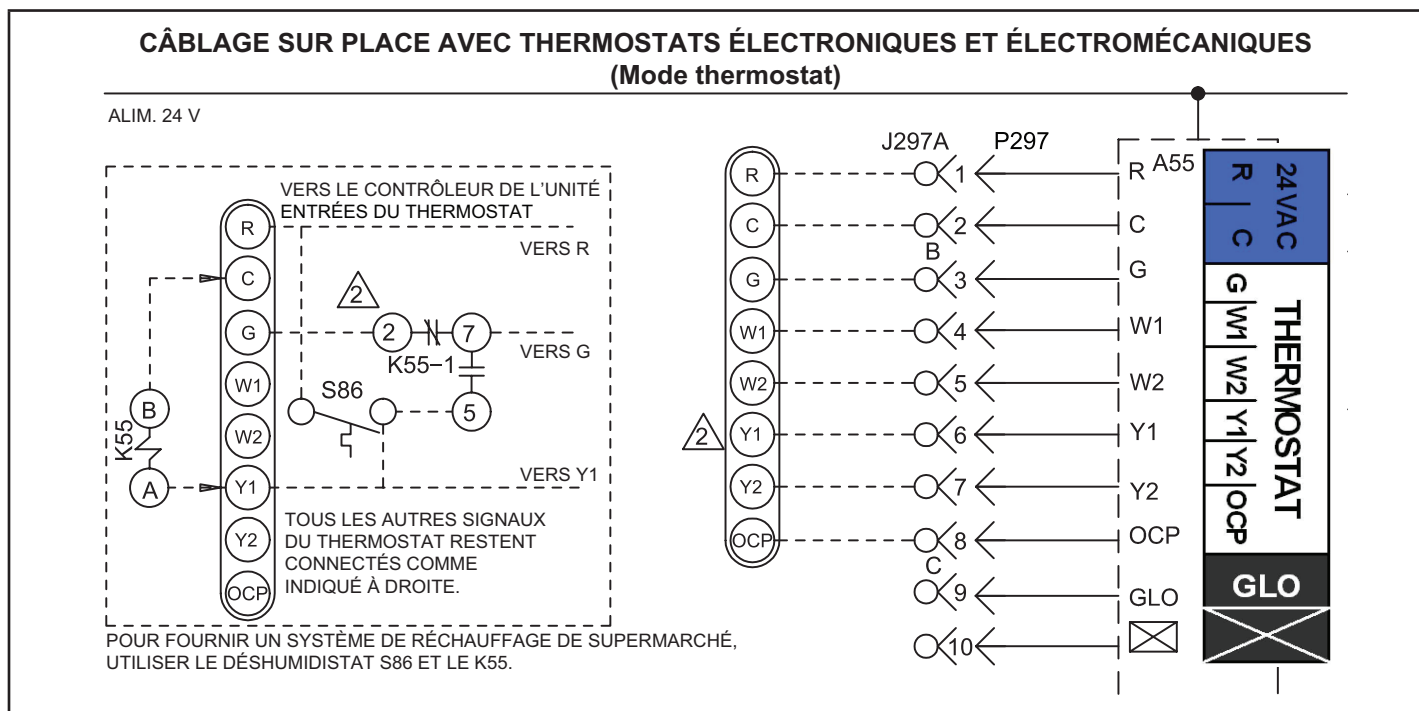 CÂBLAGE SUR PLACE AVEC THERMOSTATS ÉLECTRONIQUES ET ÉLECTROMÉCANIQUES
(Mode thermostat)
ALIM. 24 V
VERS LE CONTRÔLEUR DE L'UNITÉ
ENTRÉES DU THERMOSTAT
R
VERS R
C
2
G
2
7
VERS G
K55-1
W1
S86
B
5
K55
W2
A
Y1
VERS Y1
TOUS LES AUTRES SIGNAUX
DU THERMOSTAT RESTENT
CONNECTÉS COMME
INDIQUÉ À DROITE.
Y2
OCP
POUR FOURNIR UN SYSTÈME DE RÉCHAUFFAGE DE SUPERMARCHÉ,
UTILISER LE DÉSHUMIDISTAT S86 ET LE K55.
J297A P297
R 1 R A55
C 2 C
B
G 3 G
W1 4 W1
W2 5 W2
2 Y1 6 Y1
Y2 7 Y2
OCP 8 OCP
C
9 GLO
10
24VAC
R C
THERMOSTAT
G W1 W2 Y1 Y2 OCP
GLO